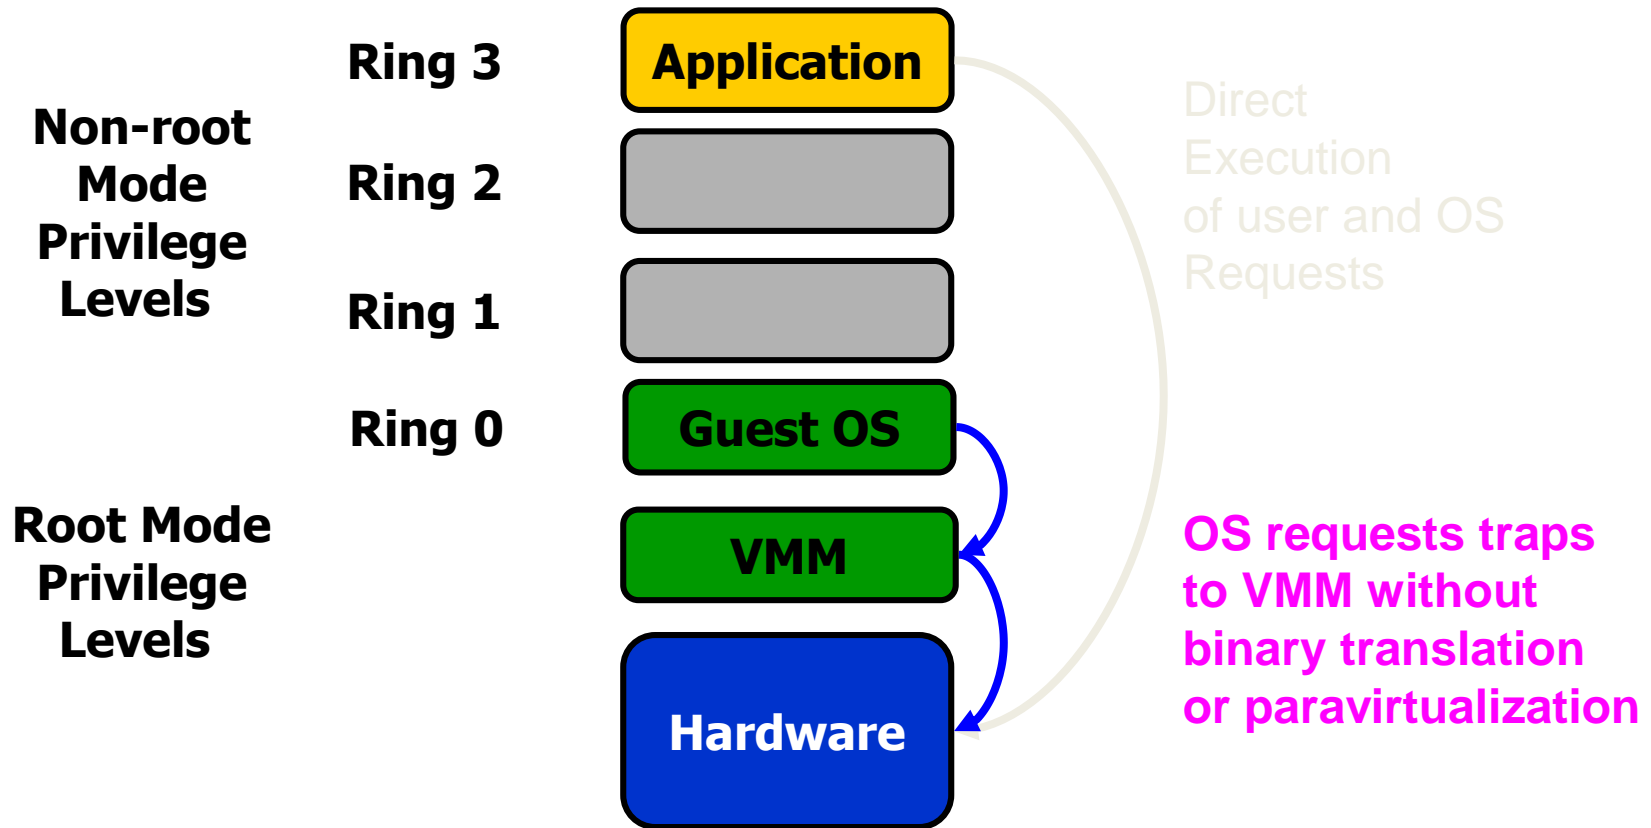 Ring 3
Application
Non-root
Mode
Privilege
Levels
Direct
Execution
of user and OS
Requests
Ring 2
Ring 1
Ring 0
Guest OS
Root Mode
Privilege
Levels
VMM
OS requests traps
to VMM without
binary translation
or paravirtualization
Hardware